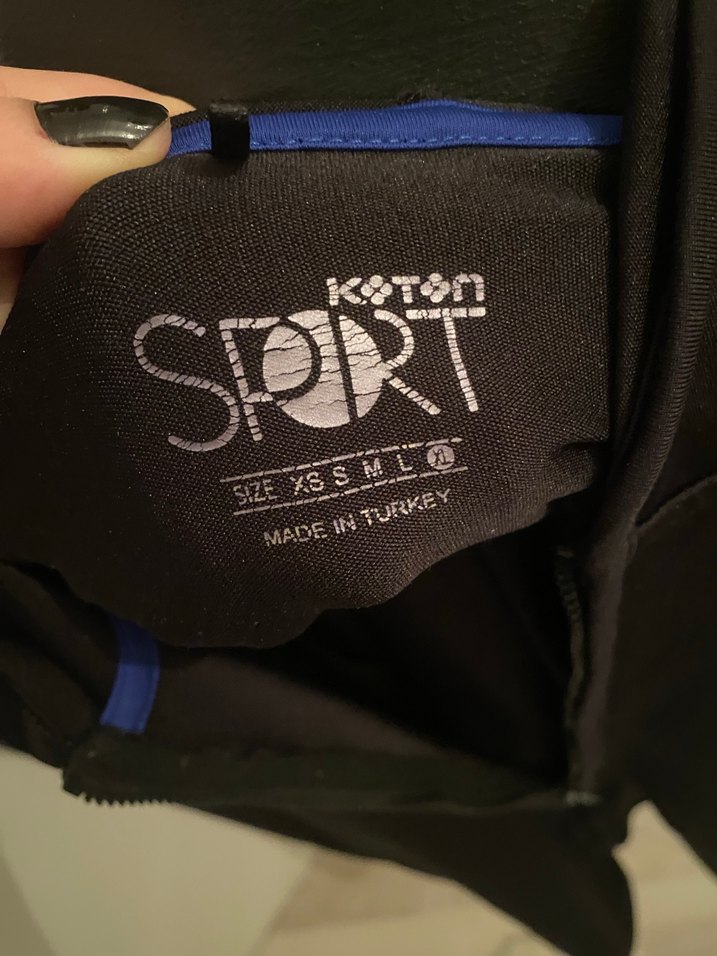 KOTON
SPORT
SIZE XS S M L XL
MADE IN TURKEY